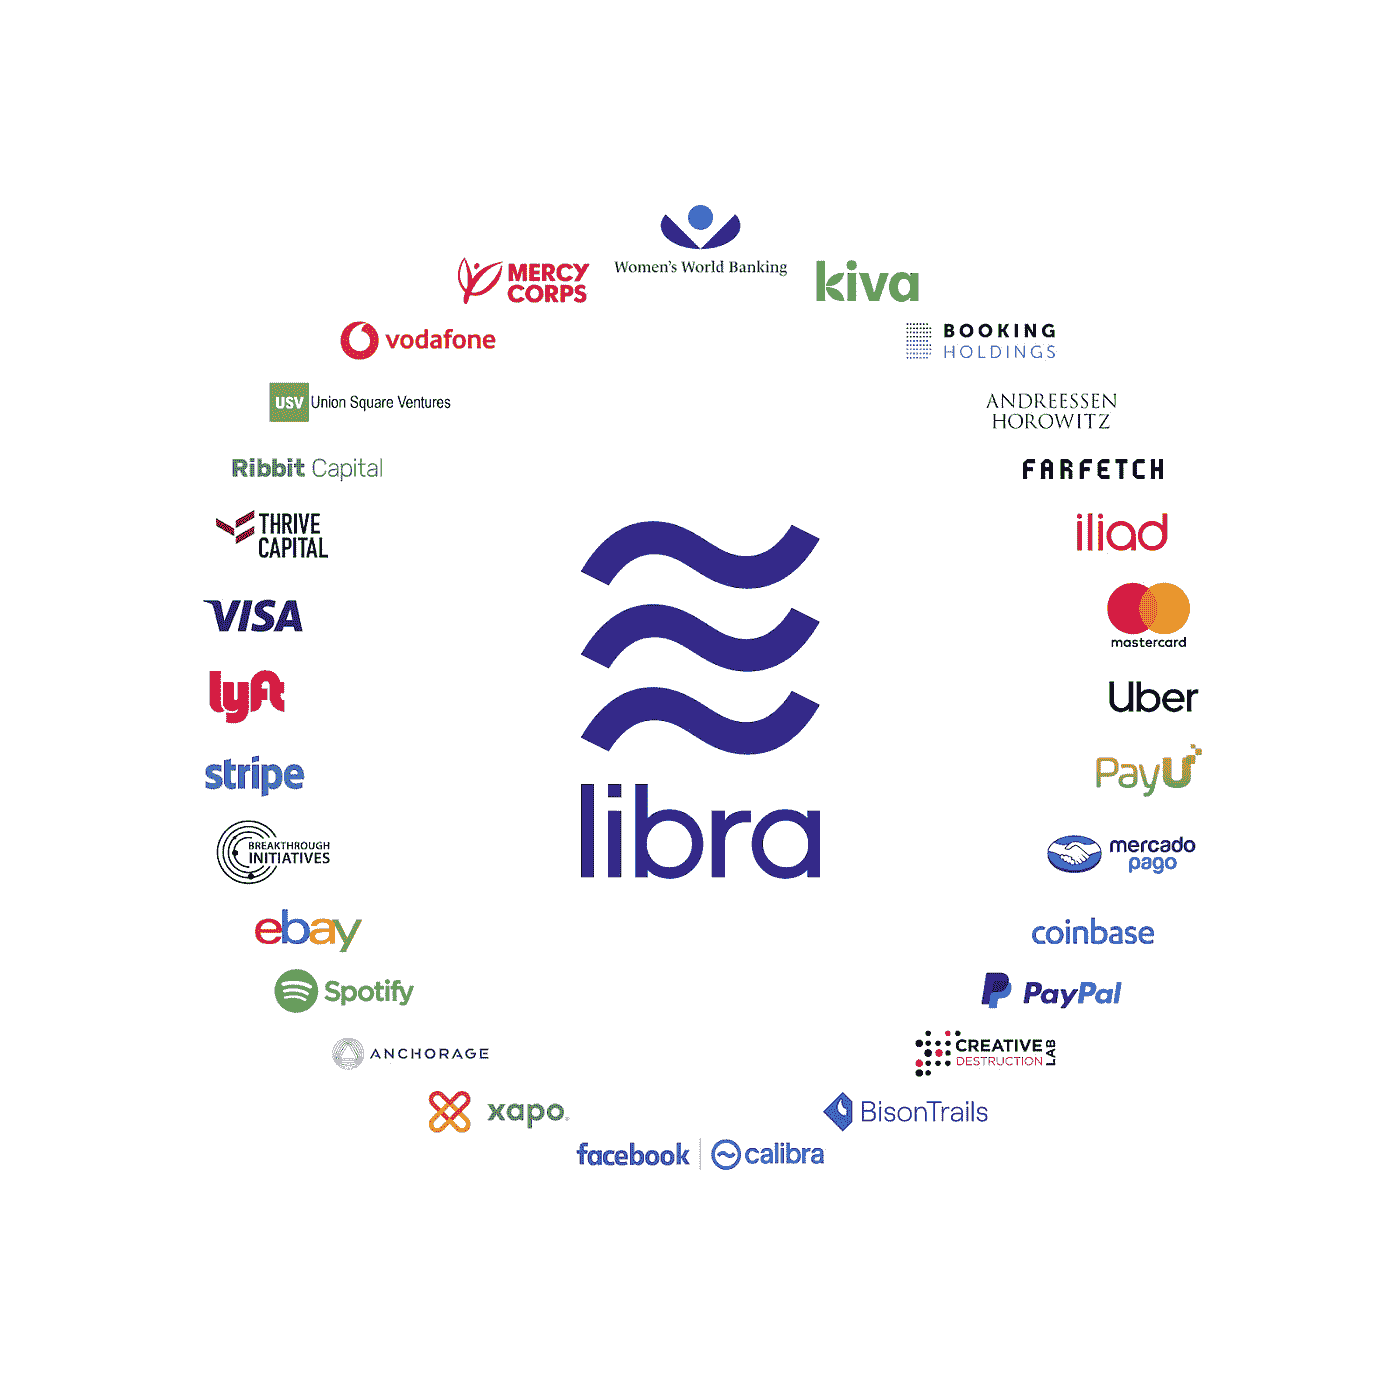 Women's World Banking
MERCY
CORPS
kiva
vodafone
BOOKING
HOLDINGS
USV Union Square Ventures
ANDREESSEN
HOROWITZ
Ribbit Capital
FARFETCH
THRIVE
CAPITAL
iliad
VISA
mastercard
lyft
Uber
stripe
PayU
libra
BREAKTHROUGH
INITIATIVES
mercado
pago
ebay
coinbase
Spotify
PayPal
ANCHORAGE
CREATIVE
DESTRUCTION
LAB
xapo
BisonTrails
facebook | calibra